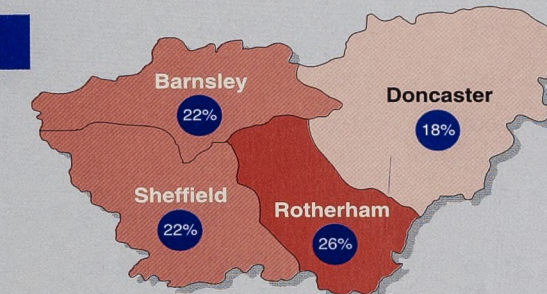 Barnsley
22%
Doncaster
18%
Sheffield
22%
Rotherham
26%